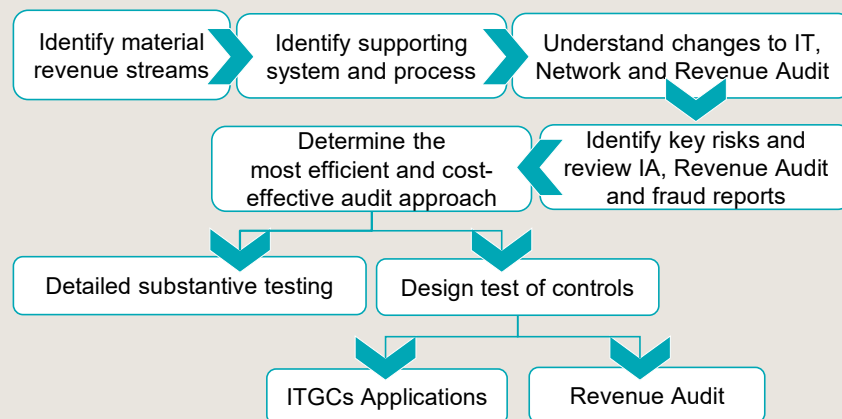 Identify material
revenue streams
Identify supporting
system and process
Understand changes to IT,
Network and Revenue Audit
Identify key risks and
review IA, Revenue Audit
and fraud reports
Determine the
most efficient and cost-
effective audit approach
Detailed substantive testing
Design test of controls
ITGCs Applications
Revenue Audit